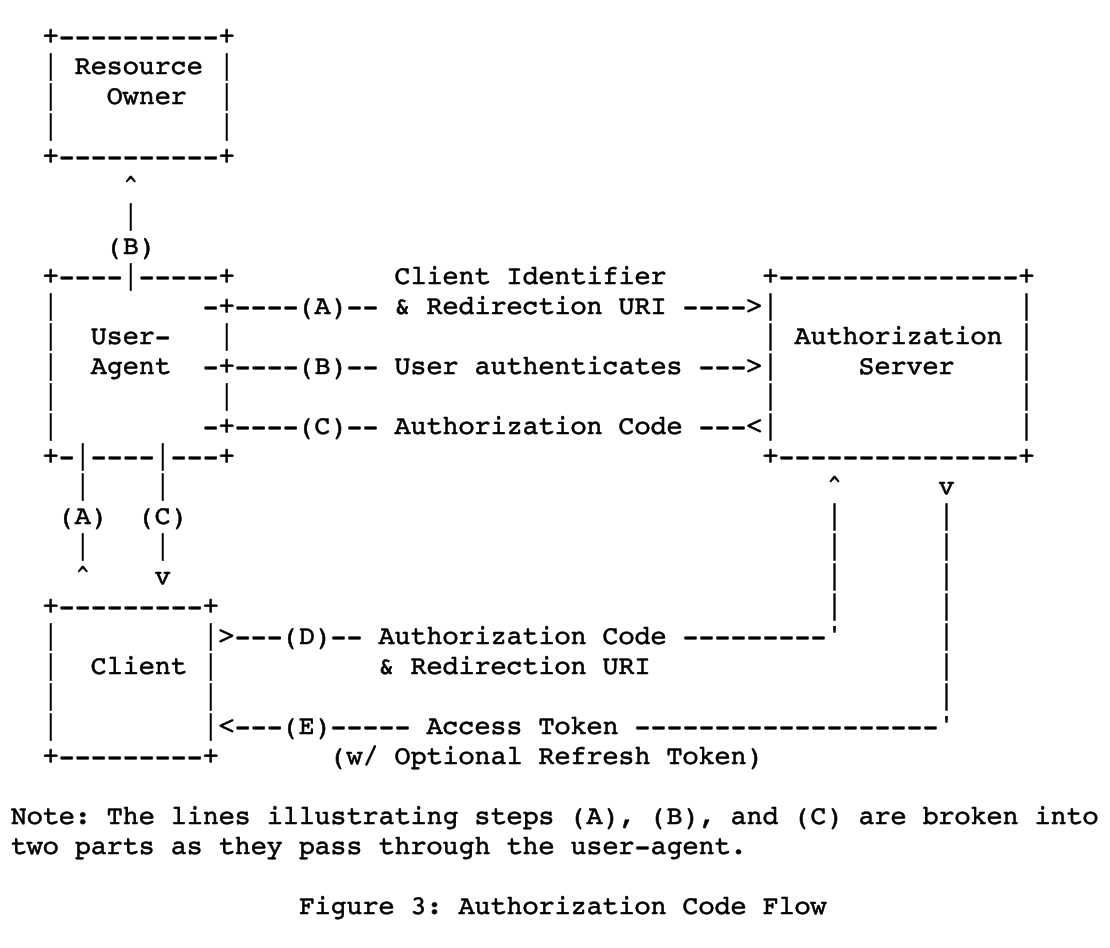 +----------+
| Resource |
|   Owner  |
|          |
+----------+
     ^
     |
    (B)
+----|-----+          Client Identifier      +---------------+
|         -+----(A)-- & Redirection URI ---->|               |
|  User-   |                                 | Authorization |
|  Agent  -+----(B)-- User authenticates --->|     Server    |
|          |                                 |               |
|         -+----(C)-- Authorization Code ---<|               |
+-|----|---+                                 +---------------+
  |    |                                         ^      v
 (A)  (C)                                        |      |
  |    |                                         |      |
  ^    v                                         |      |
+---------+                                      |      |
|         |>---(D)-- Authorization Code ---------'      |
|  Client |          & Redirection URI                  |
|         |                                             |
|         |<---(E)----- Access Token -------------------'
+---------+       (w/ Optional Refresh Token)
Note: The lines illustrating steps (A), (B), and (C) are broken into
two parts as they pass through the user-agent.
Figure 3: Authorization Code Flow